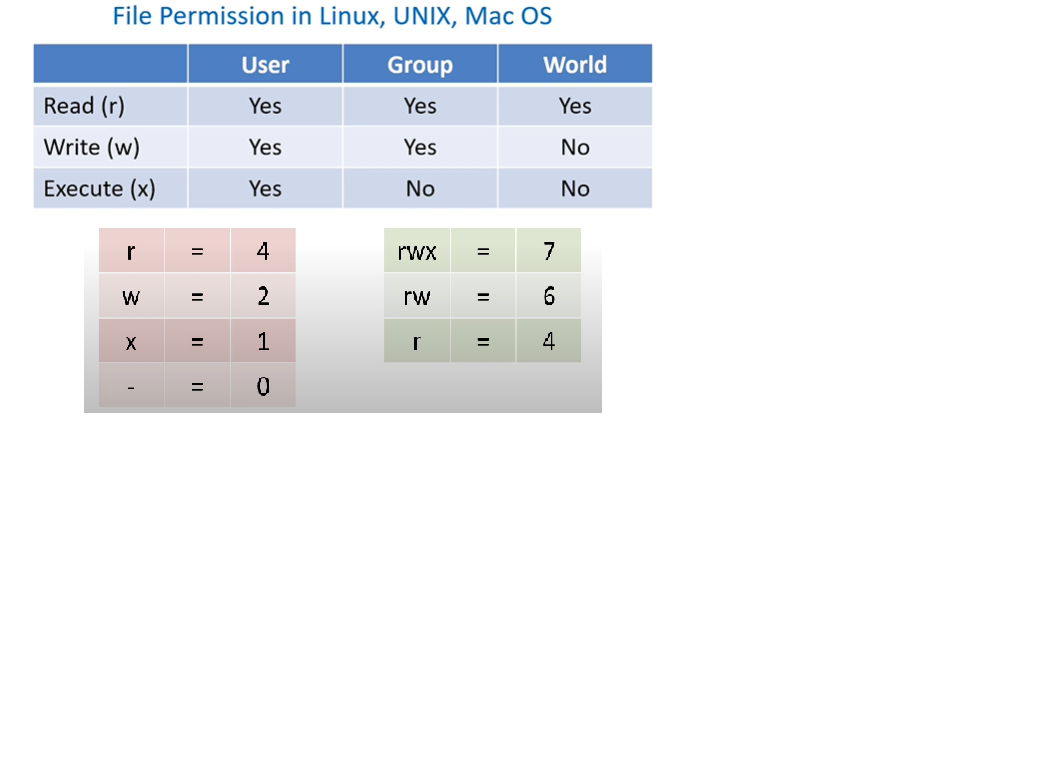 File Permission in Linux, UNIX, Mac OS
User Group World
Read (r) Yes Yes Yes
Write (w) Yes Yes No
Execute (x) Yes No No
r = 4 rwx = 7
w = 2 rw = 6
x = 1 r = 4
- = 0